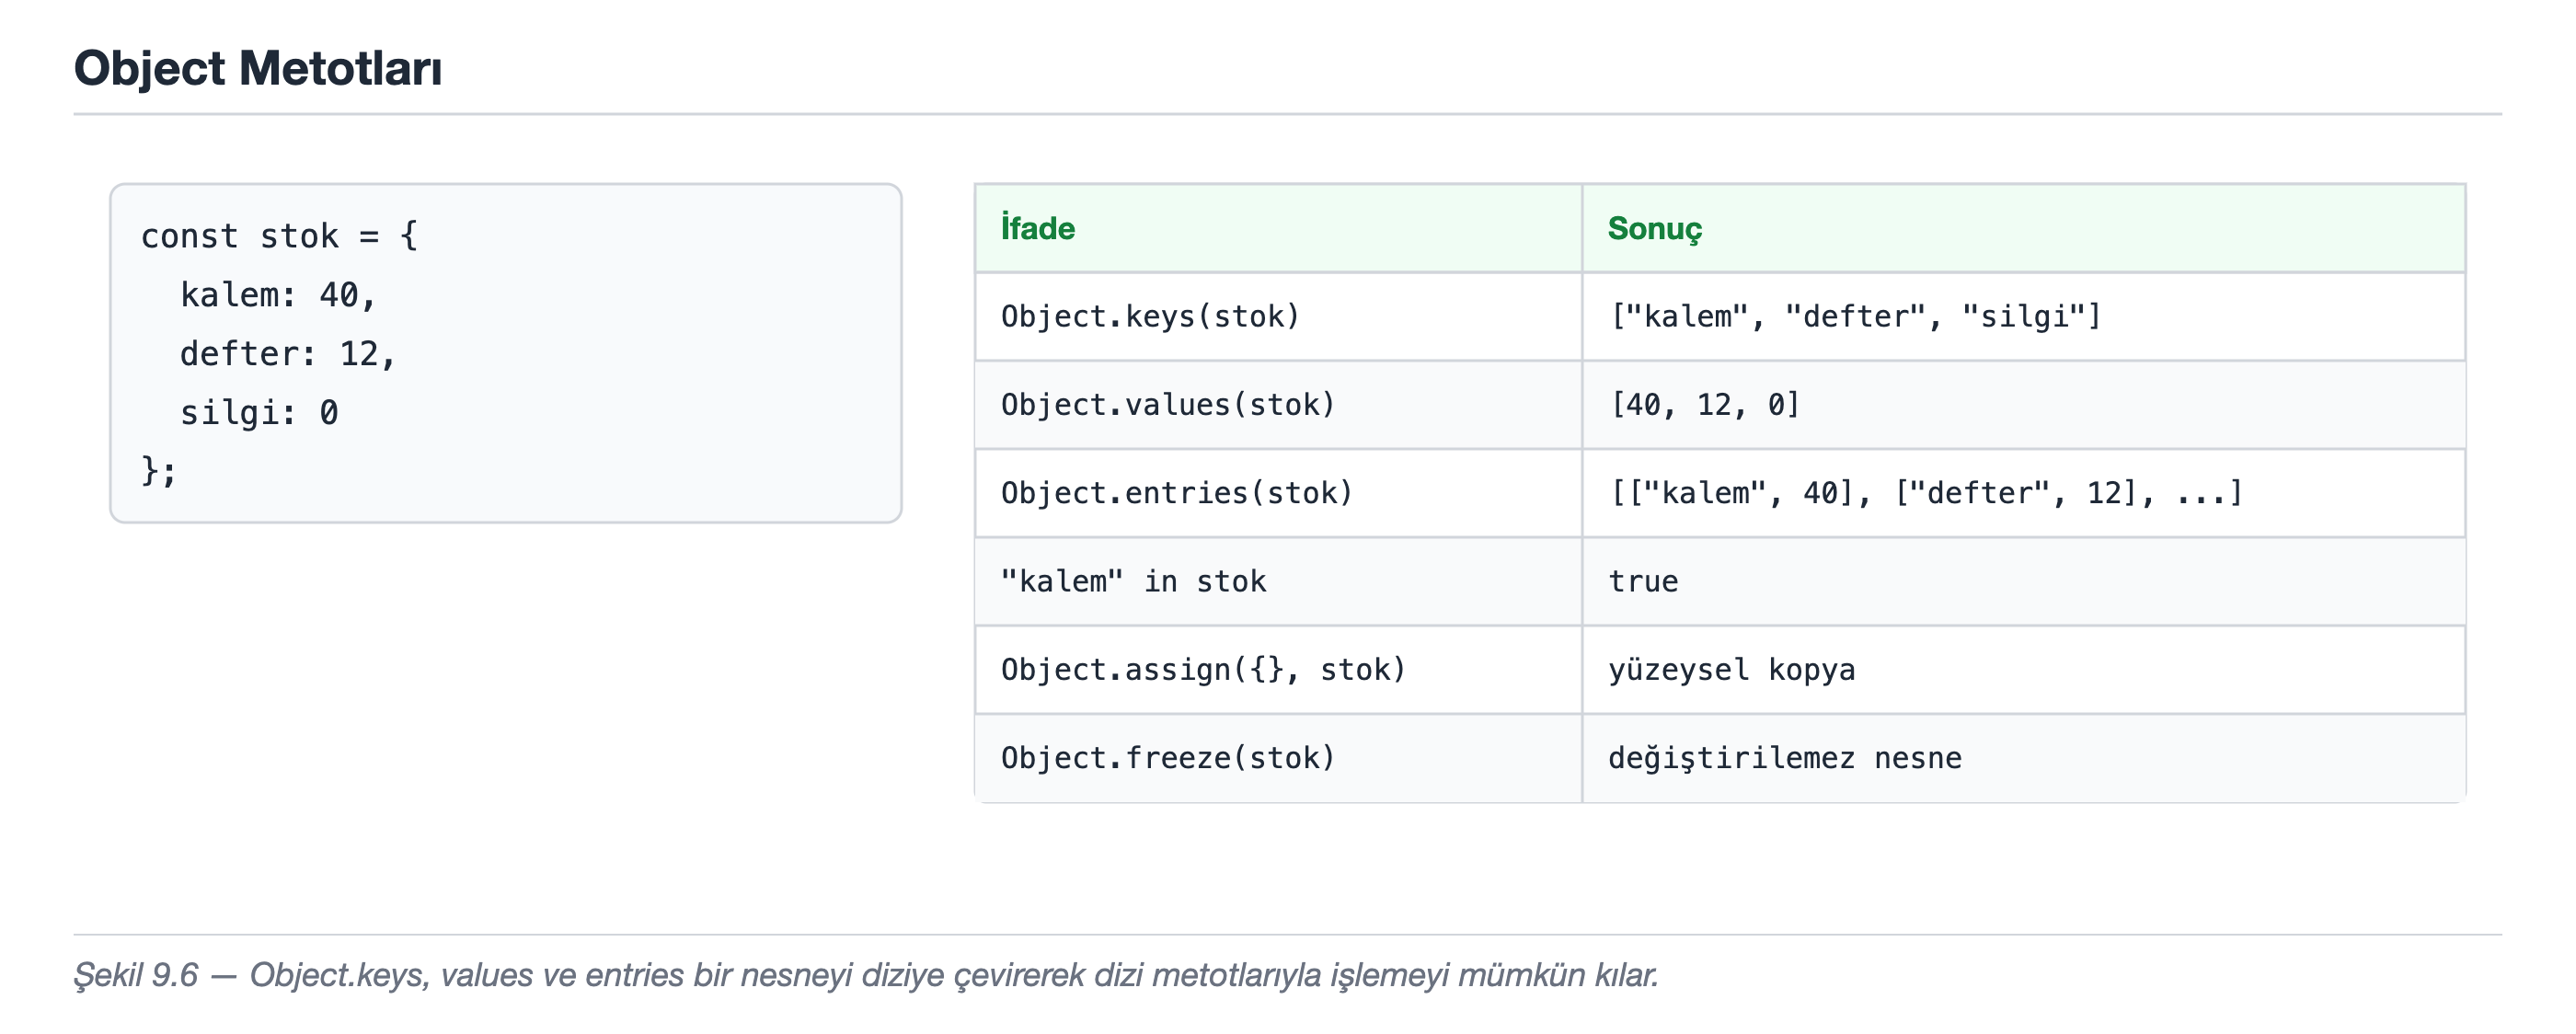 Object Metotları
const stok = {
  kalem: 40,
  defter: 12,
  silgi: 0
};
İfade Sonuç
Object.keys(stok) ["kalem", "defter", "silgi"]
Object.values(stok) [40, 12, 0]
Object.entries(stok) [["kalem", 40], ["defter", 12], ...]
"kalem" in stok true
Object.assign({}, stok) yüzeysel kopya
Object.freeze(stok) değiştirilemez nesne
Şekil 9.6 — Object.keys, values ve entries bir nesneyi diziye çevirerek dizi metotlarıyla işlemeyi mümkün kılar.